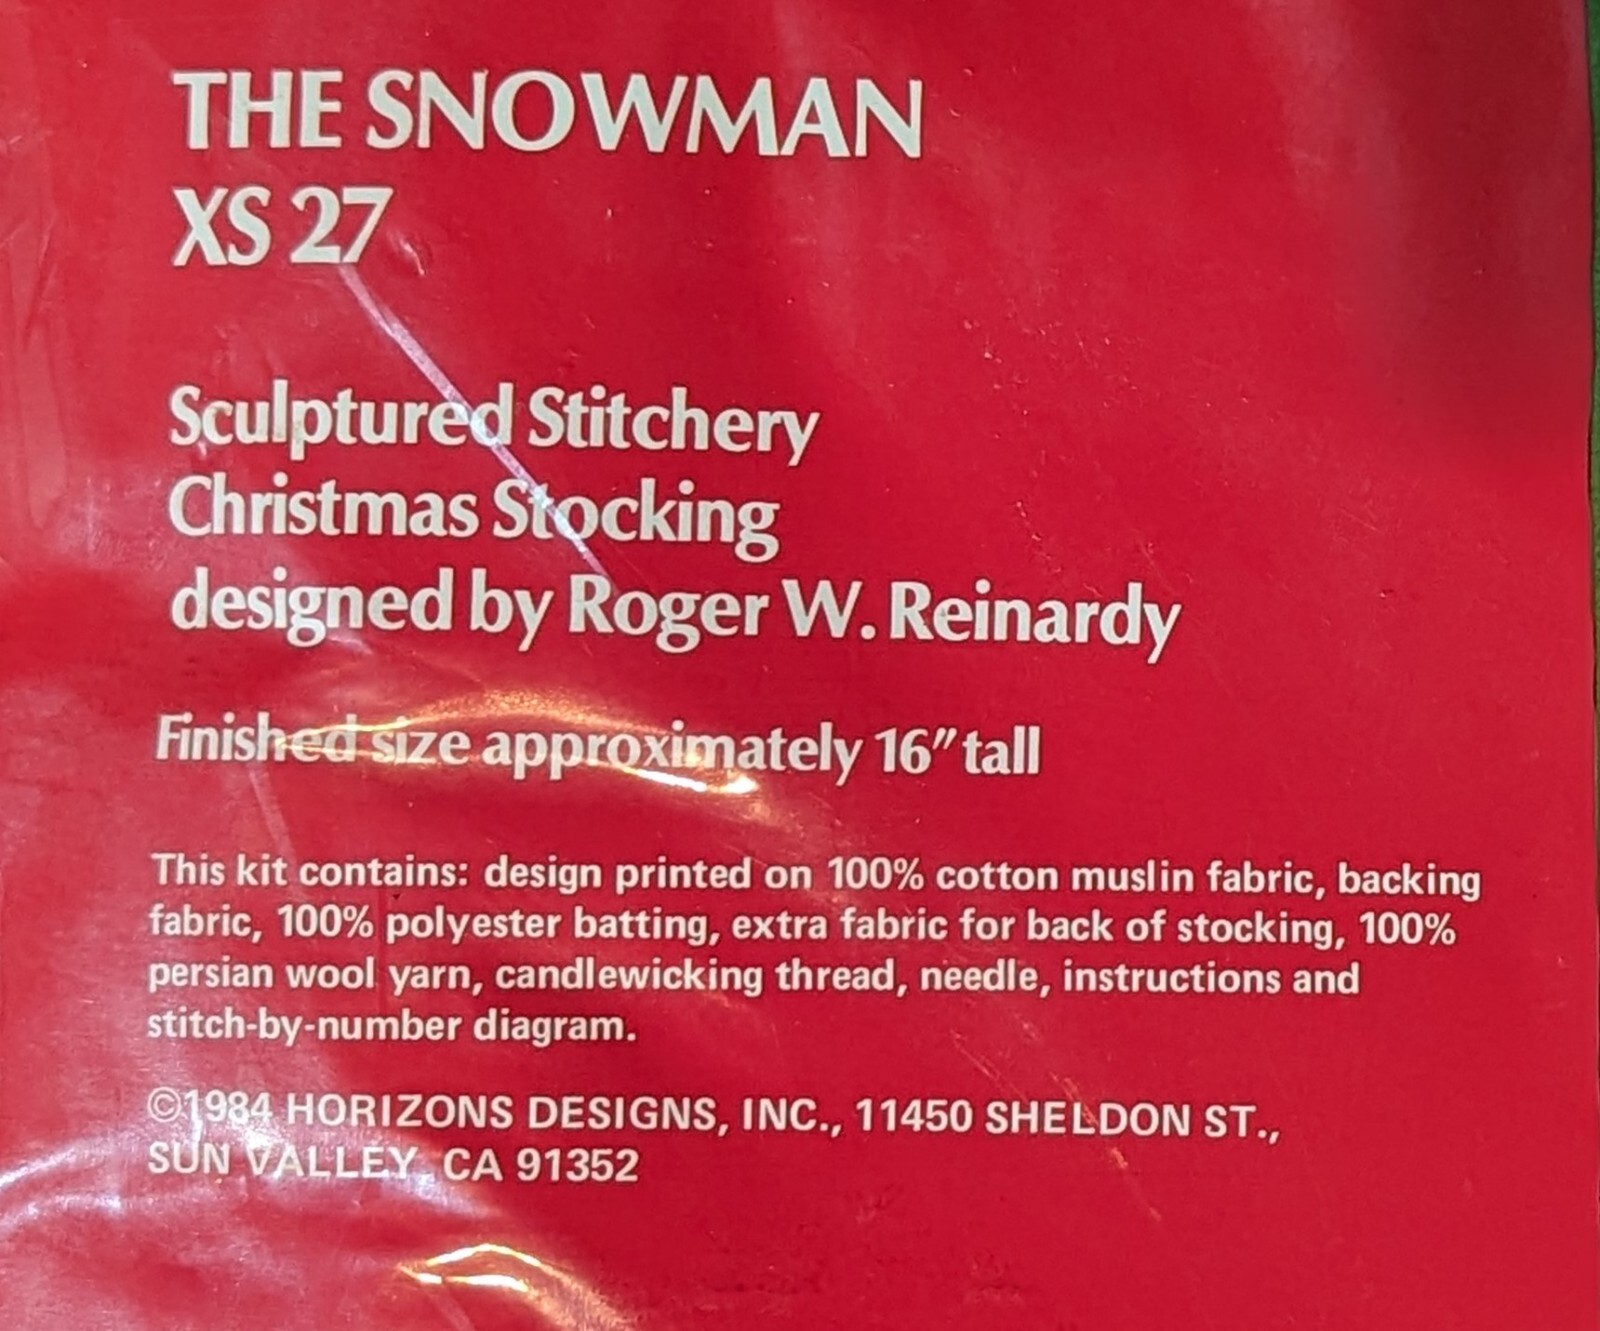 THE SNOWMAN
XS 27
Sculptured Stitchery
Christmas Stocking
designed by Roger W. Reinardy
Finished size approximately 16" tall
This kit contains: design printed on 100% cotton muslin fabric, backing
fabric, 100% polyester batting, extra fabric for back of stocking, 100%
persian wool yarn, candlewicking thread, needle, instructions and
stitch-by-number diagram.
©1984 HORIZONS DESIGNS, INC., 11450 SHELDON ST.,
SUN VALLEY, CA 91352